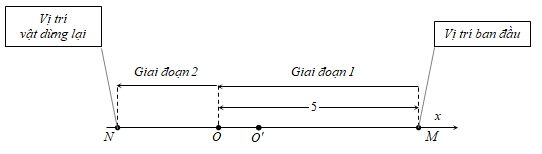 Vị trí
vật dừng lại
Giai đoạn 2
Giai đoạn 1
Vị trí ban đầu
5
x
N
O
O'
M